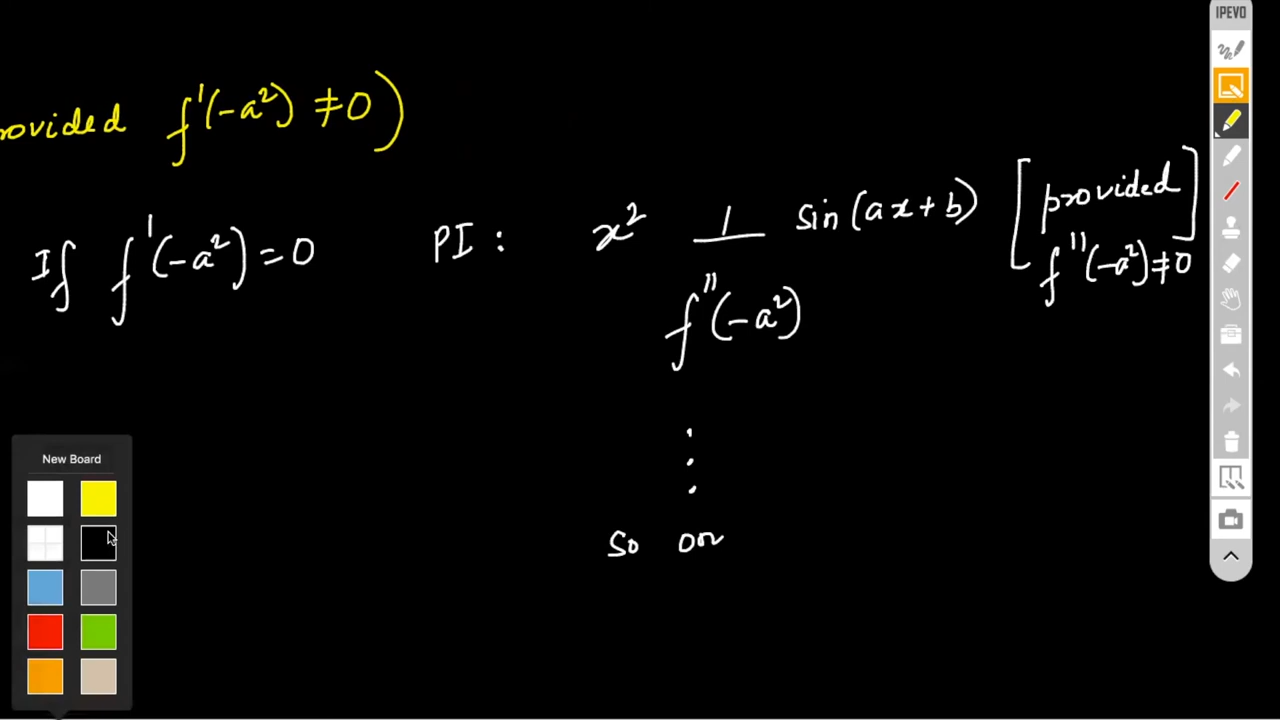 rovided f'(-a²) ≠ 0)
If f'(-a²) = 0 PI : x² 1/f''(-a²) sin(ax+b) [provided f''(-a²) ≠ 0]
⋮
So on
New Board
IPEVO